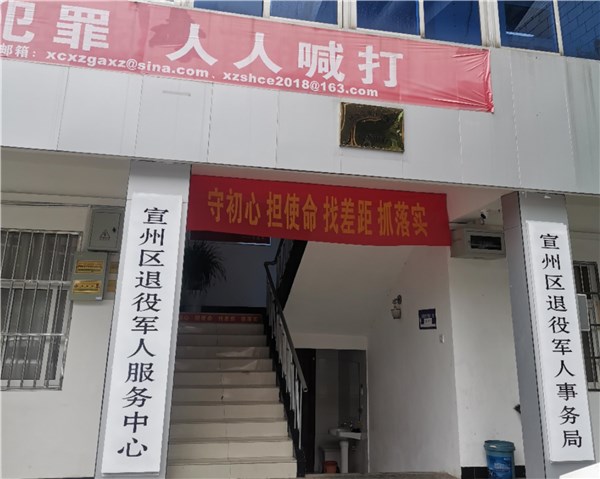 犯罪 人人喊打
邮箱：xcxzgaxz@sina.com、xzshce2018@163.com
守初心 担使命 找差距 抓落实
宣州区退役军人服务中心
宣州区退役军人事务局